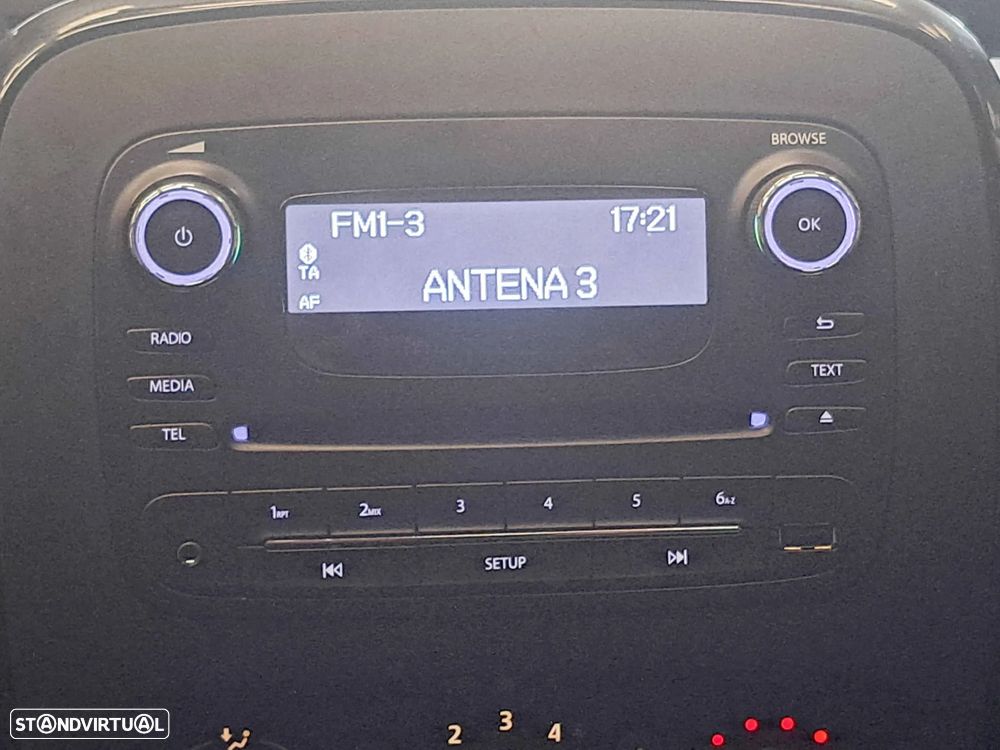 BROWSE
FM1-3 17:21
OK
TA
ANTENA 3
AF
RADIO
TEXT
MEDIA
TEL
1RPT 2MIX 3 4 5 6A-Z
SETUP
2 3 4
STANDVIRTUAL